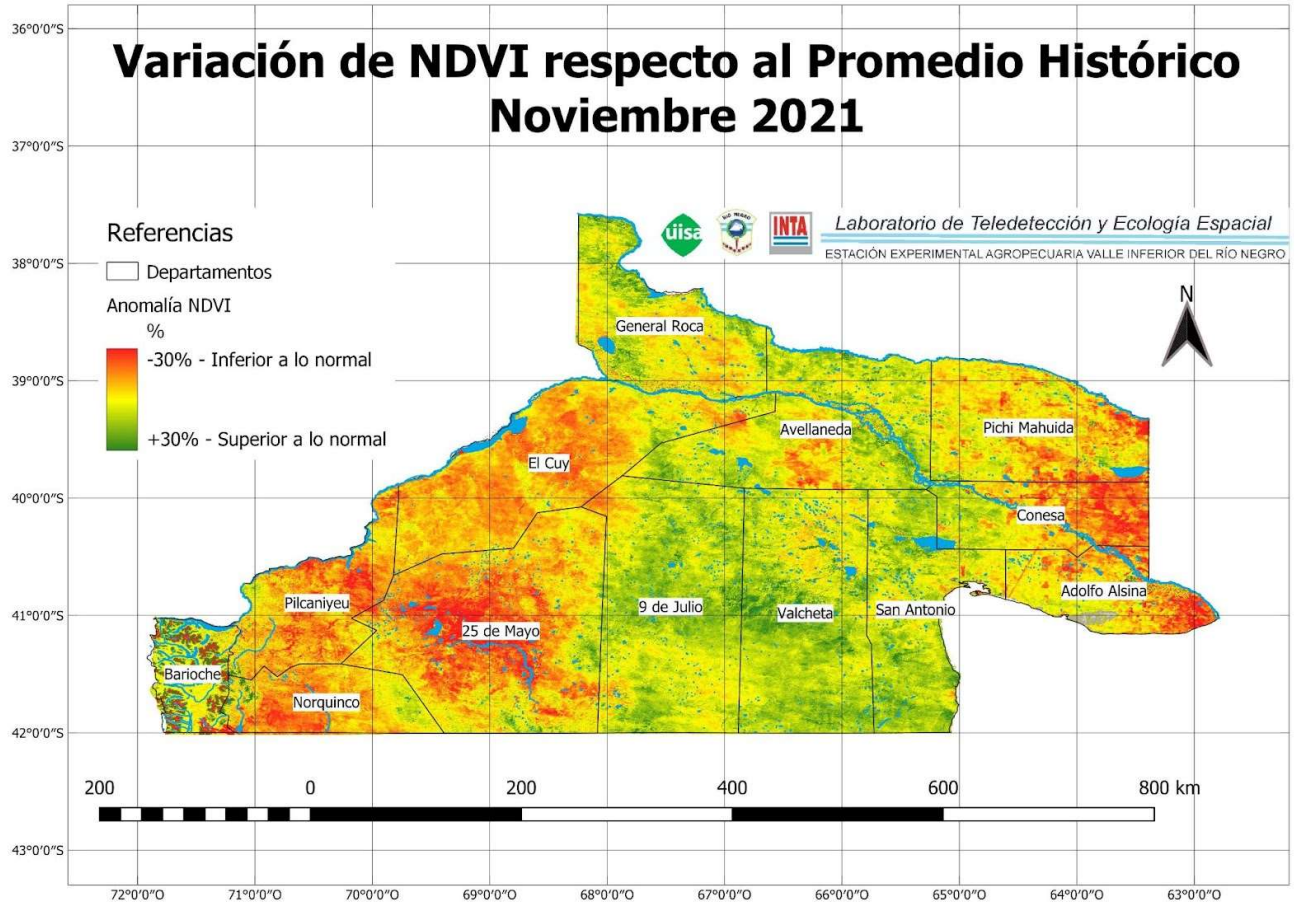 Variación de NDVI respecto al Promedio Histórico
Noviembre 2021
36°0'0"S
37°0'0"S
38°0'0"S
39°0'0"S
40°0'0"S
41°0'0"S
42°0'0"S
43°0'0"S
Referencias
Departamentos
Anomalía NDVI
%
-30% - Inferior a lo normal
+30% - Superior a lo normal
üisa
RIO NEGRO
INTA
Laboratorio de Teledetección y Ecología Espacial
ESTACIÓN EXPERIMENTAL AGROPECUARIA VALLE INFERIOR DEL RÍO NEGRO
N
General Roca
Avellaneda
Pichi Mahuida
El Cuy
Conesa
Adolfo Alsina
Pilcaniyeu
9 de Julio
Valcheta
San Antonio
25 de Mayo
Barioche
Norquinco
200 0 200 400 600 800 km
72°0'0"O 71°0'0"O 70°0'0"O 69°0'0"O 68°0'0"O 67°0'0"O 66°0'0"O 65°0'0"O 64°0'0"O 63°0'0"O